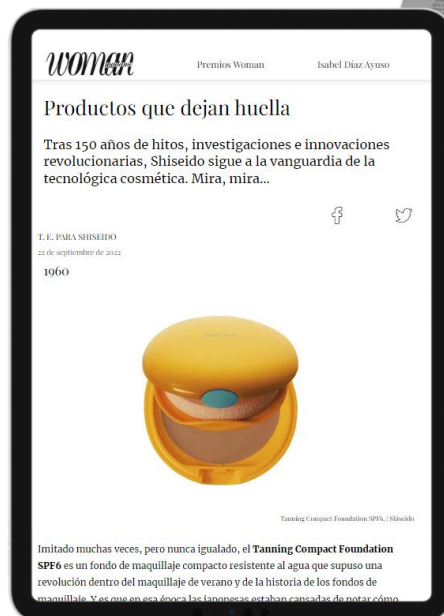 woman
Premios Woman
Isabel Díaz Ayuso
Productos que dejan huella
Tras 150 años de hitos, investigaciones e innovaciones
revolucionarias, Shiseido sigue a la vanguardia de la
tecnológica cosmética. Mira, mira...
T. E. PARA SHISEIDO
22 de septiembre de 2022
1960
Tanning Compact Foundation SPF6. | Shiseido
Imitado muchas veces, pero nunca igualado, el Tanning Compact Foundation
SPF6 es un fondo de maquillaje compacto resistente al agua que supuso una
revolución dentro del maquillaje de verano y de la historia de los fondos de
maquillaje. Y es que en esa época las japonesas estaban cansadas de notar cómo